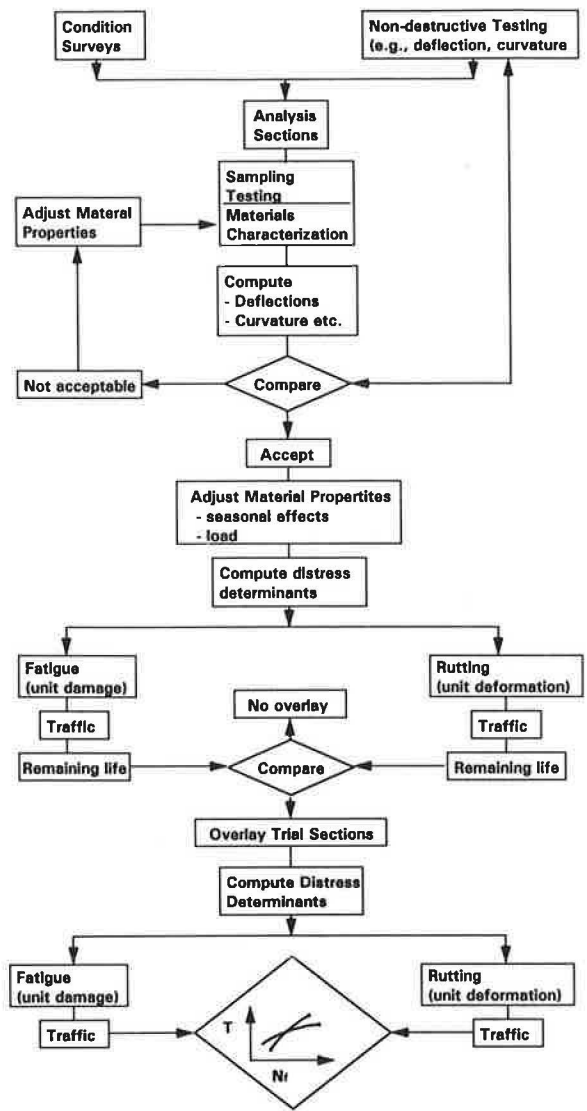 Condition
Surveys
Non-destructive Testing
(e.g., deflection, curvature
Analysis
Sections
Sampling
Testing
Materials
Characterization
Adjust Materal
Properties
Compute
- Deflections
- Curvature etc.
Not acceptable
Compare
Accept
Adjust Material Propertites
- seasonal effects
- load
Compute distress
determinants
Fatigue
(unit damage)
Rutting
(unit deformation)
No overlay
Traffic
Traffic
Remaining life
Compare
Remaining life
Overlay Trial Sections
Compute Distress
Determinants
Fatigue
(unit damage)
Rutting
(unit deformation)
Traffic
T
Nf
Traffic